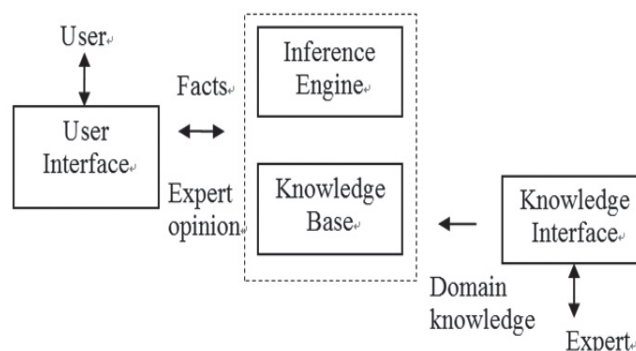 User
User
Interface
Facts
Expert
opinion
Inference
Engine
Knowledge
Base
Knowledge
Interface
Domain
knowledge
Expert